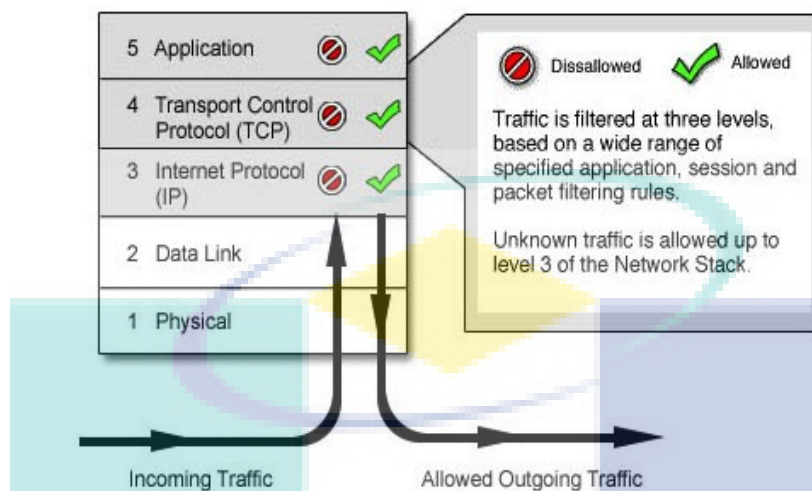 5 Application
4 Transport Control
Protocol (TCP)
3 Internet Protocol
(IP)
2 Data Link
1 Physical
Dissallowed
Allowed
Traffic is filtered at three levels,
based on a wide range of
specified application, session and
packet filtering rules.
Unknown traffic is allowed up to
level 3 of the Network Stack.
Incoming Traffic
Allowed Outgoing Traffic